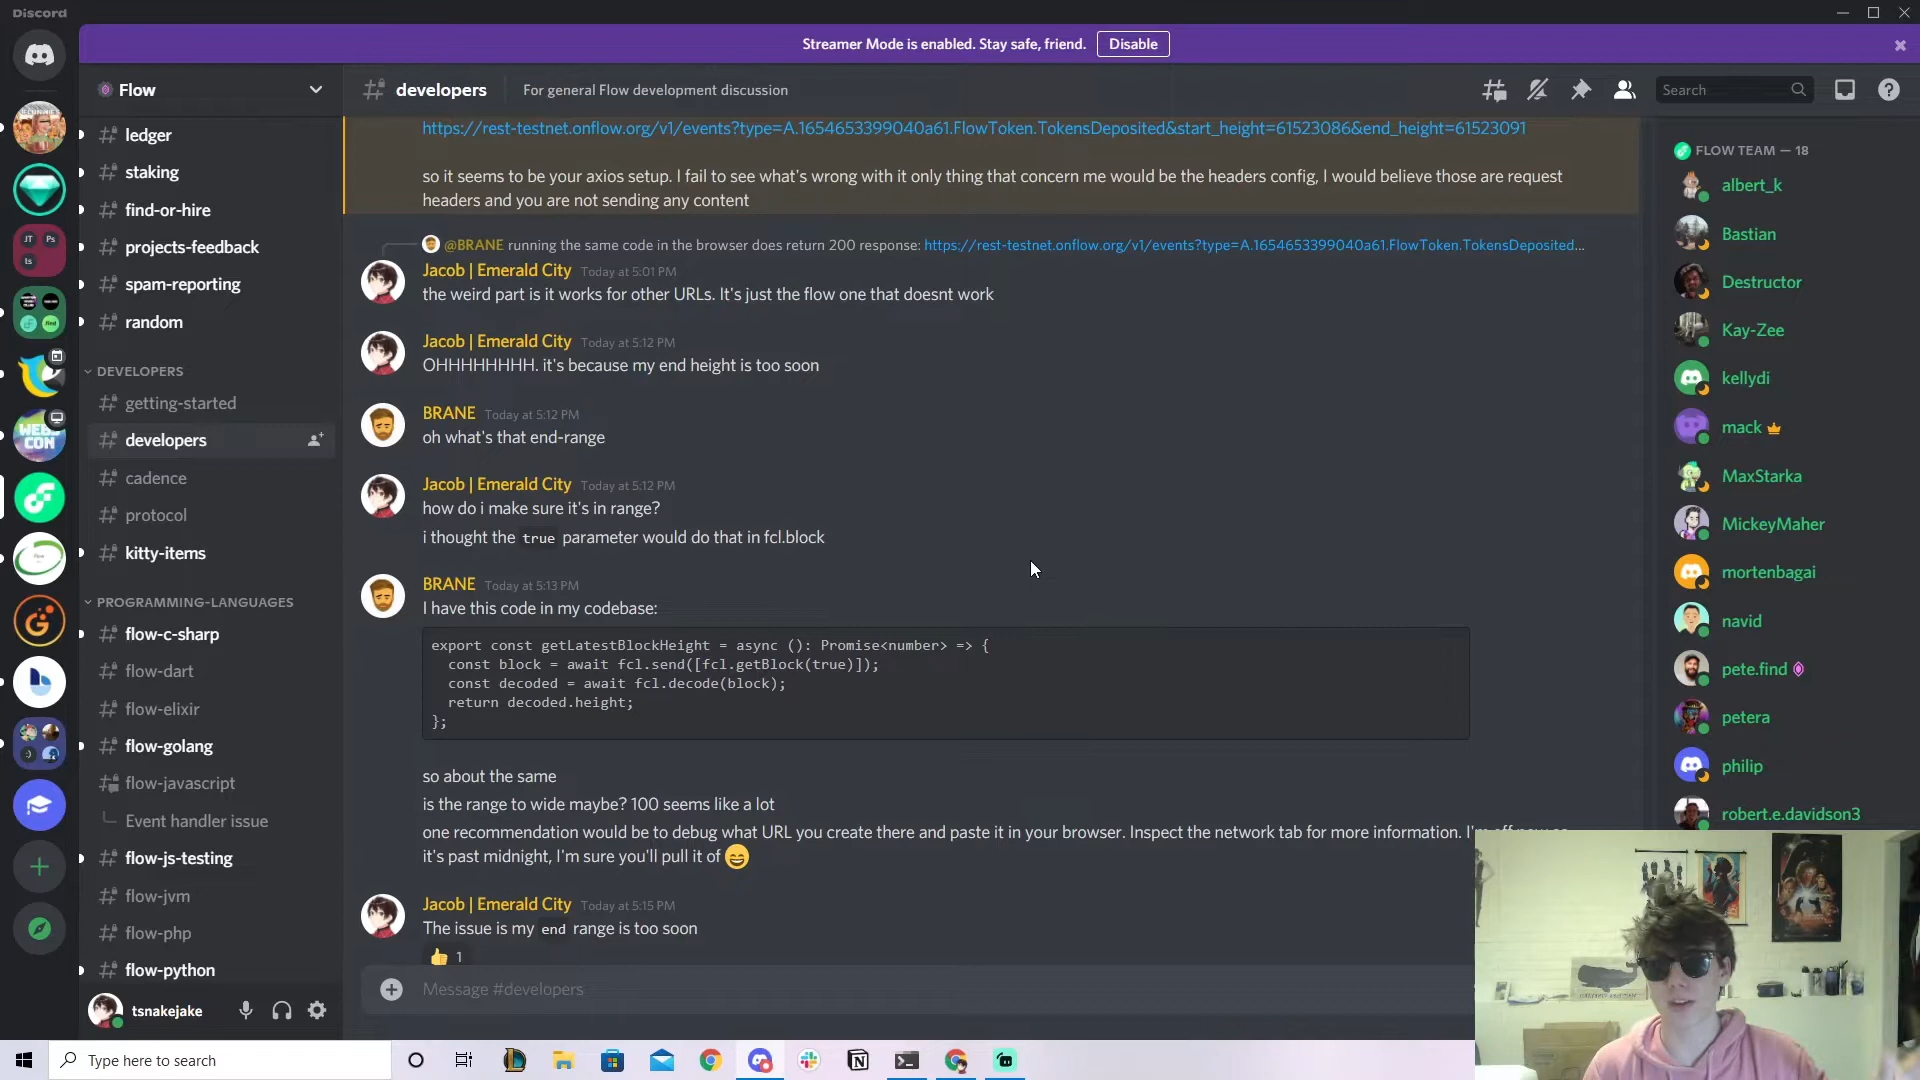 Discord
Streamer Mode is enabled. Stay safe, friend.
Disable
Flow
ledger
staking
find-or-hire
projects-feedback
spam-reporting
random
DEVELOPERS
getting-started
developers
cadence
protocol
kitty-items
PROGRAMMING-LANGUAGES
flow-c-sharp
flow-dart
flow-elixir
flow-golang
flow-javascript
Event handler issue
flow-js-testing
flow-jvm
flow-php
flow-python
tsnakejake
developers
For general Flow development discussion
Search
https://rest-testnet.onflow.org/v1/events?type=A.1654653399040a61.FlowToken.TokensDeposited&start_height=61523086&end_height=61523091
so it seems to be your axios setup. I fail to see what's wrong with it only thing that concern me would be the headers config, I would believe those are request
headers and you are not sending any content
@BRANE running the same code in the browser does return 200 response: https://rest-testnet.onflow.org/v1/events?type=A.1654653399040a61.FlowToken.TokensDeposited...
Jacob | Emerald City Today at 5:01 PM
the weird part is it works for other URLs. It's just the flow one that doesnt work
Jacob | Emerald City Today at 5:12 PM
OHHHHHHHH. it's because my end height is too soon
BRANE Today at 5:12 PM
oh what's that end-range
Jacob | Emerald City Today at 5:12 PM
how do i make sure it's in range?
i thought the true parameter would do that in fcl.block
BRANE Today at 5:13 PM
I have this code in my codebase:
export const getLatestBlockHeight = async (): Promise<number> => {
const block = await fcl.send([fcl.getBlock(true)]);
const decoded = await fcl.decode(block);
return decoded.height;
};
so about the same
is the range to wide maybe? 100 seems like a lot
one recommendation would be to debug what URL you create there and paste it in your browser. Inspect the network tab for more information.
it's past midnight, I'm sure you'll pull it of
Jacob | Emerald City Today at 5:15 PM
The issue is my end range is too soon
1
Message #developers
FLOW TEAM — 18
albert_k
Bastian
Destructor
Kay-Zee
kellydi
mack
MaxStarka
MickeyMaher
mortenbagai
navid
pete.find
petera
philip
robert.e.davidson3
Type here to search